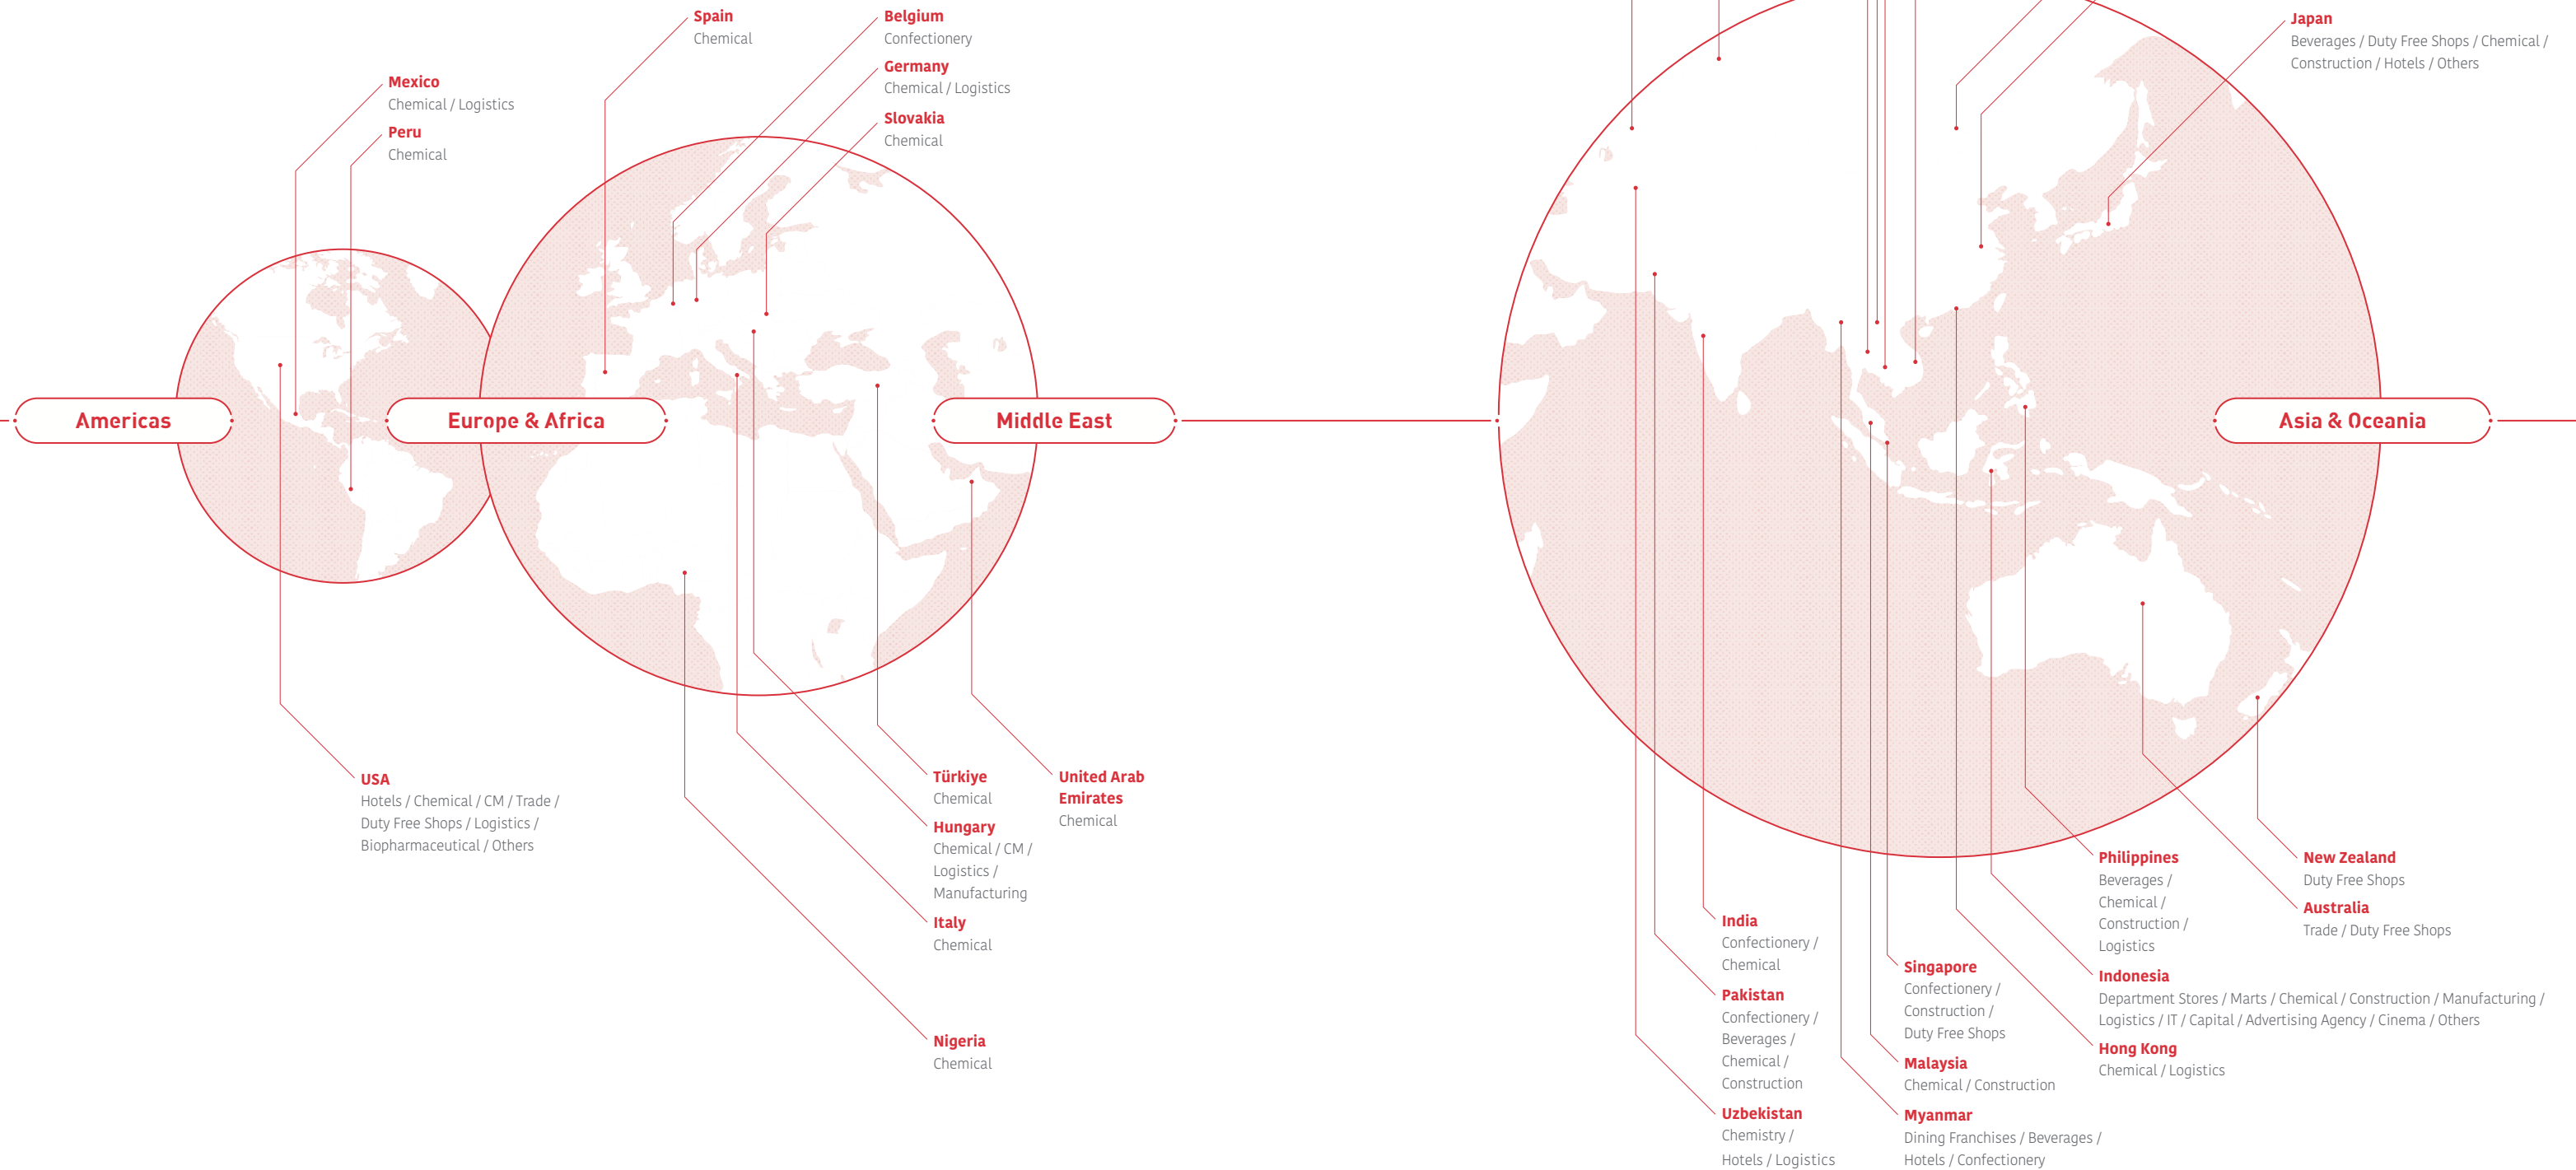 Spain
Chemical
Belgium
Confectionery
Germany
Chemical / Logistics
Slovakia
Chemical
Mexico
Chemical / Logistics
Peru
Chemical
Japan
Beverages / Duty Free Shops / Chemical /
Construction / Hotels / Others
Americas
Europe & Africa
Middle East
Asia & Oceania
USA
Hotels / Chemical / CM / Trade /
Duty Free Shops / Logistics /
Biopharmaceutical / Others
Türkiye
Chemical
Hungary
Chemical / CM /
Logistics /
Manufacturing
Italy
Chemical
Nigeria
Chemical
United Arab
Emirates
Chemical
India
Confectionery /
Chemical
Pakistan
Confectionery /
Beverages /
Chemical /
Construction
Uzbekistan
Chemistry /
Hotels / Logistics
Singapore
Confectionery /
Construction /
Duty Free Shops
Malaysia
Chemical / Construction
Myanmar
Dining Franchises / Beverages /
Hotels / Confectionery
Philippines
Beverages /
Chemical /
Construction /
Logistics
Indonesia
Department Stores / Marts / Chemical / Construction / Manufacturing /
Logistics / IT / Capital / Advertising Agency / Cinema / Others
Hong Kong
Chemical / Logistics
New Zealand
Duty Free Shops
Australia
Trade / Duty Free Shops